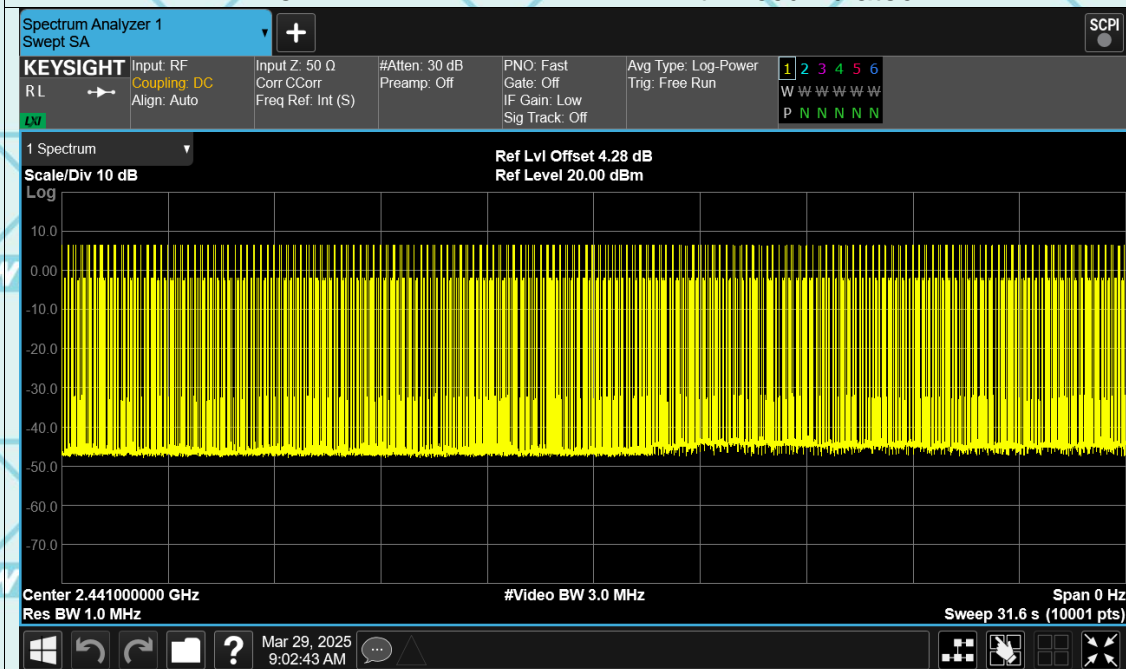 Spectrum Analyzer 1
Swept SA
+
SCPI
KEYSIGHT
RL
LXI
Input: RF
Coupling: DC
Align: Auto
Input Z: 50 Ω
Corr CCorr
Freq Ref: Int (S)
#Atten: 30 dB
Preamp: Off
PNO: Fast
Gate: Off
IF Gain: Low
Sig Track: Off
Avg Type: Log-Power
Trig: Free Run
1 2 3 4 5 6
W W W W W W
P N N N N N
1 Spectrum
Scale/Div 10 dB
Log
Ref Lvl Offset 4.28 dB
Ref Level 20.00 dBm
10.0
0.00
-10.0
-20.0
-30.0
-40.0
-50.0
-60.0
-70.0
Center 2.441000000 GHz
#Video BW 3.0 MHz
Span 0 Hz
Res BW 1.0 MHz
Sweep 31.6 s (10001 pts)
?
Mar 29, 2025
9:02:43 AM